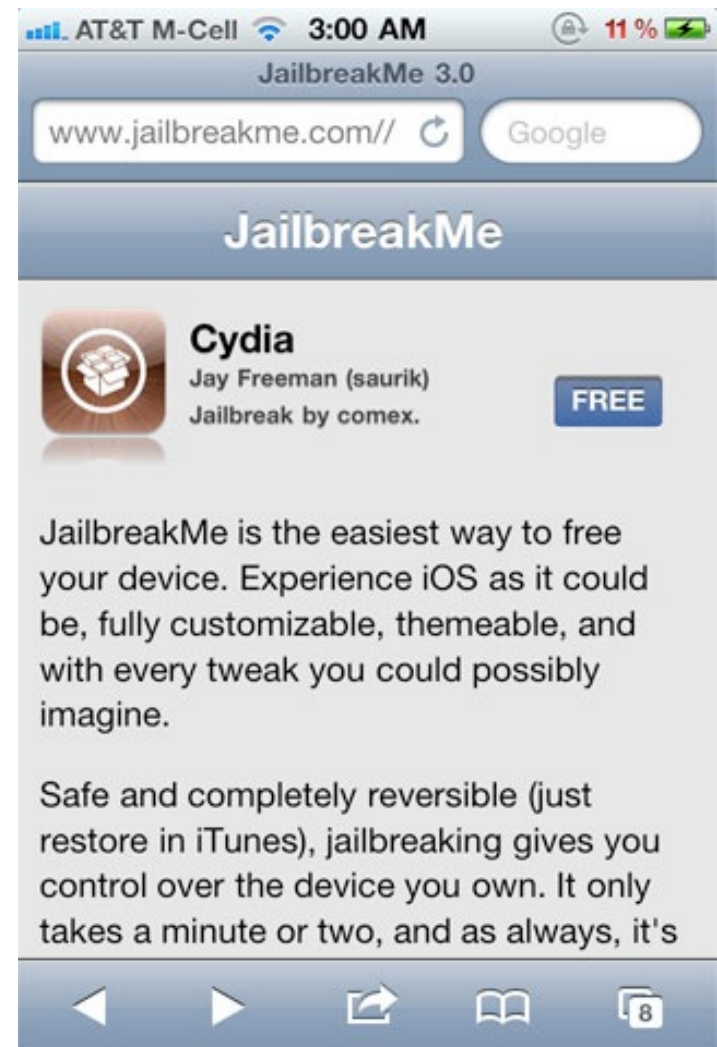 AT&T M-Cell 3:00 AM 11 %
JailbreakMe 3.0
www.jailbreakme.com// Google
JailbreakMe
Cydia
Jay Freeman (saurik)
Jailbreak by comex.
FREE
JailbreakMe is the easiest way to free
your device. Experience iOS as it could
be, fully customizable, themeable, and
with every tweak you could possibly
imagine.
Safe and completely reversible (just
restore in iTunes), jailbreaking gives you
control over the device you own. It only
takes a minute or two, and as always, it's
8